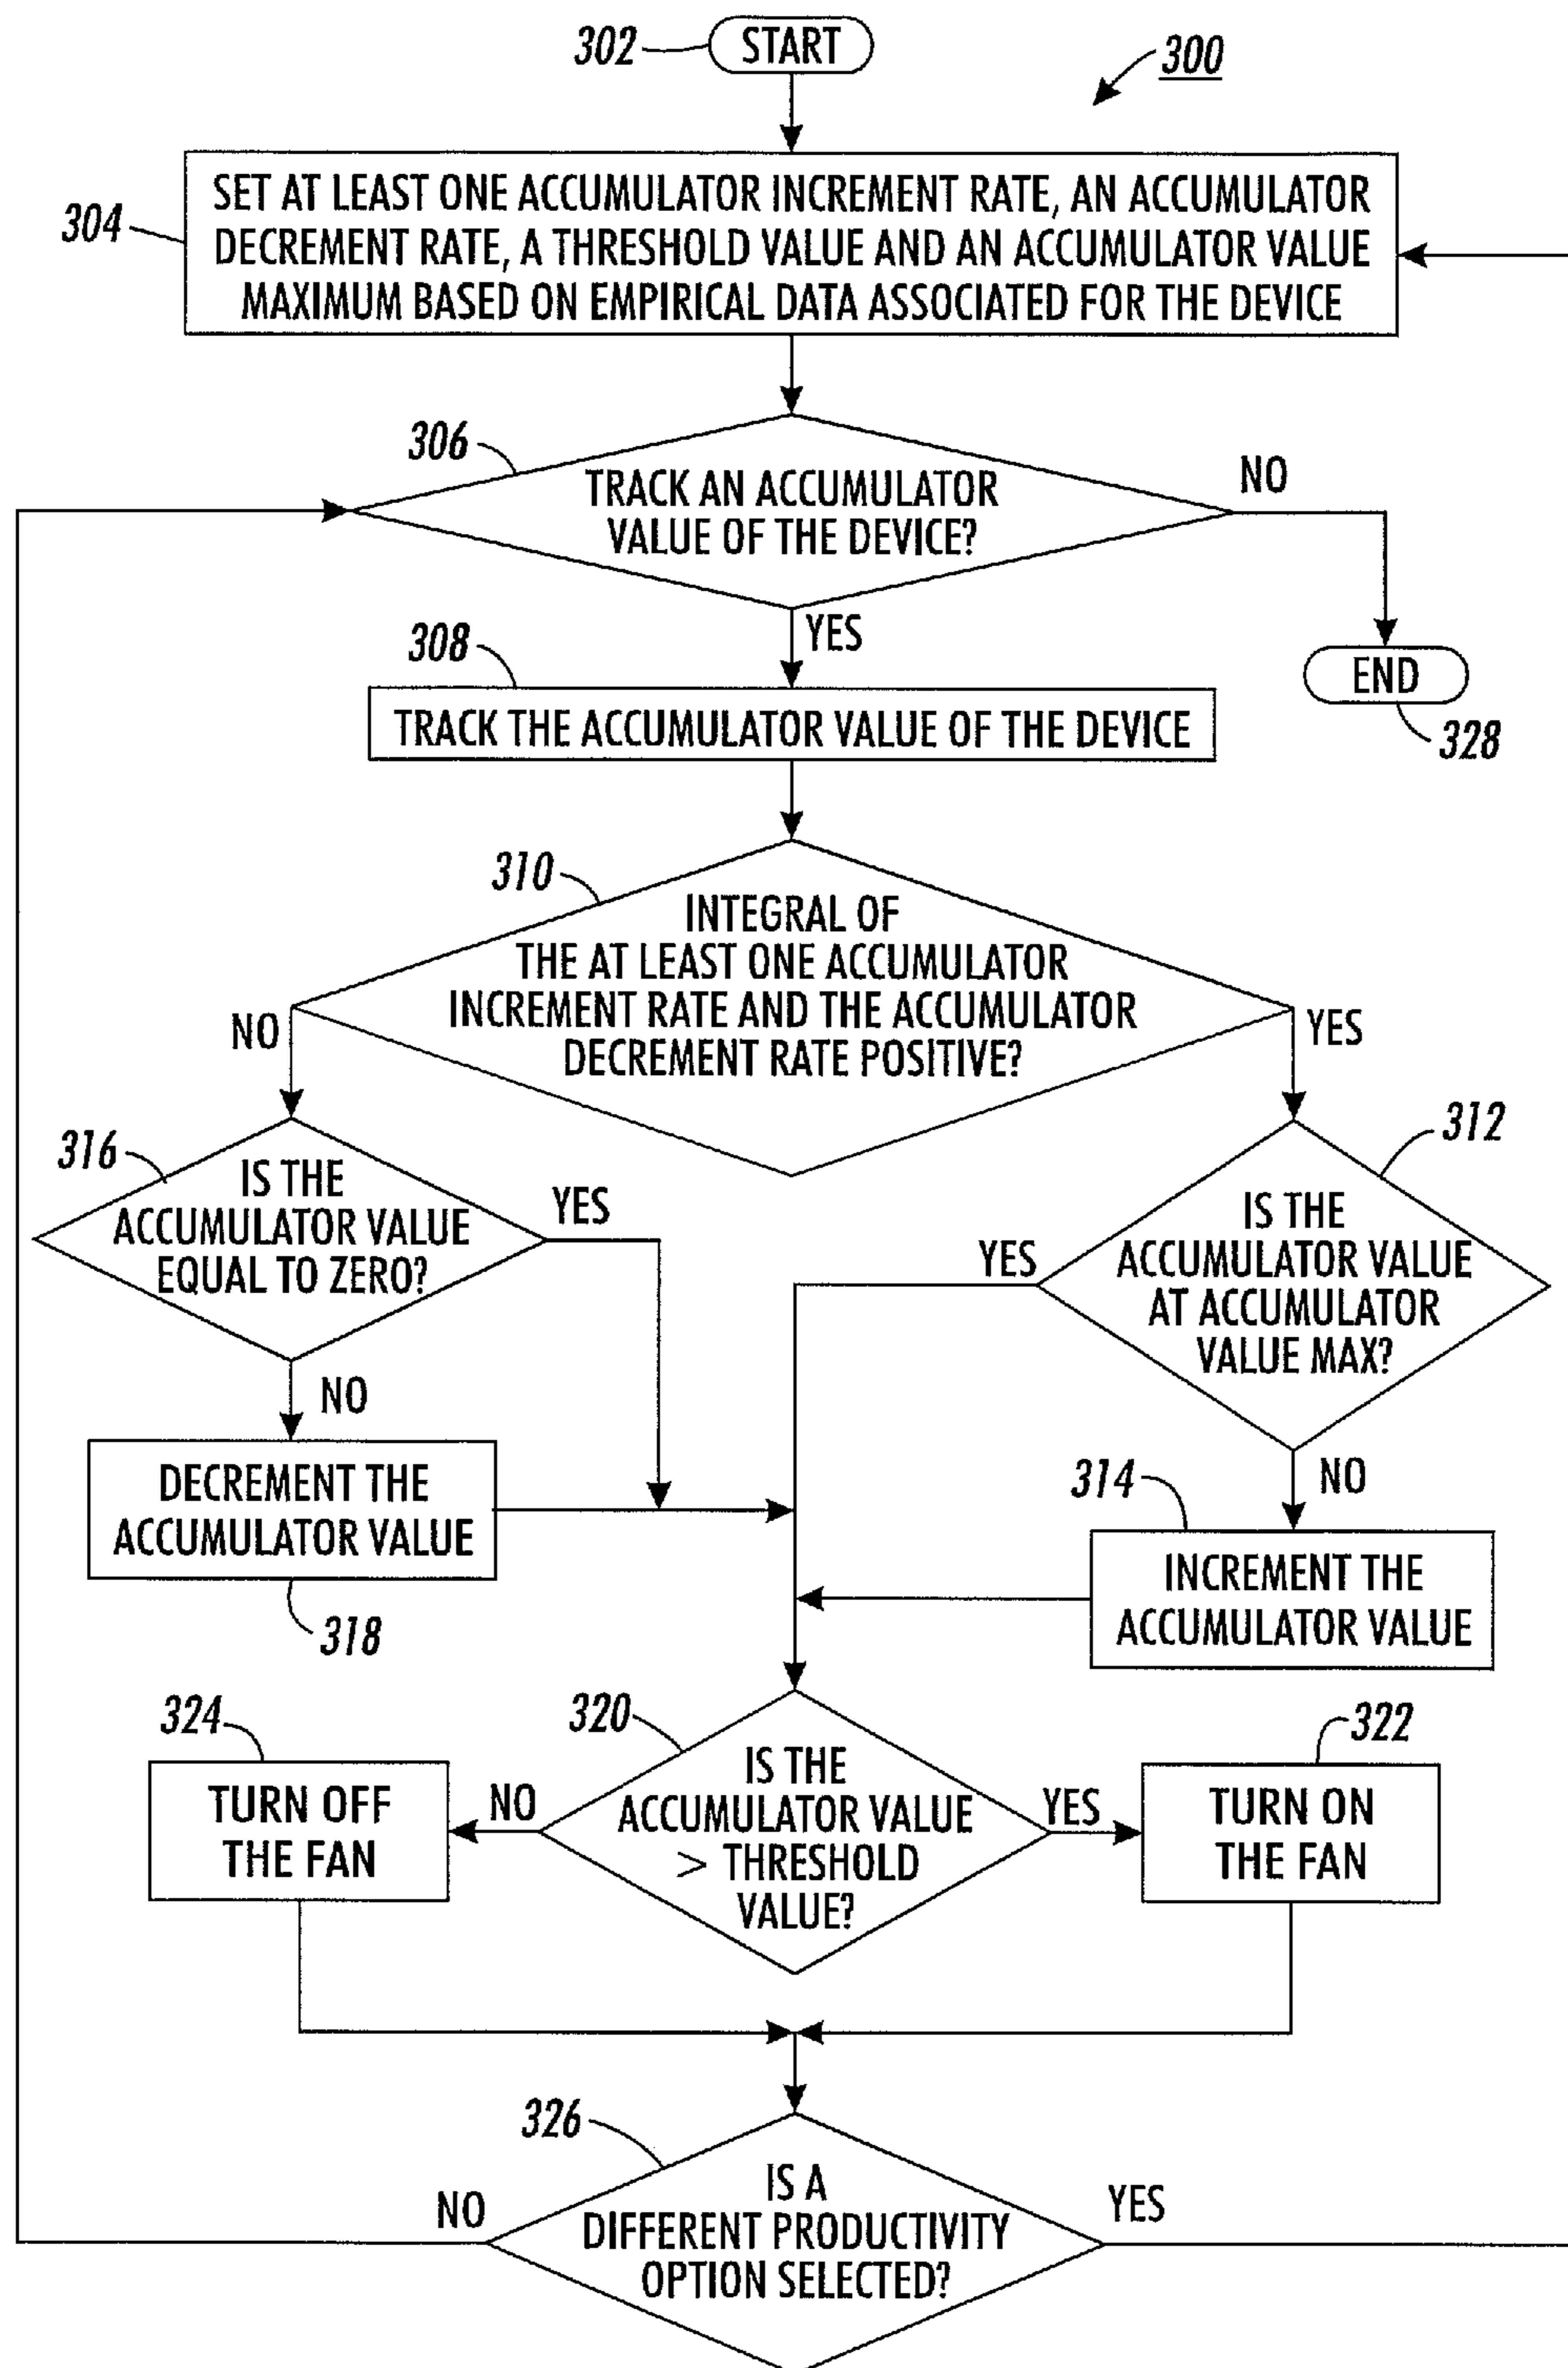 302
START
300
304
SET AT LEAST ONE ACCUMULATOR INCREMENT RATE, AN ACCUMULATOR
DECREMENT RATE, A THRESHOLD VALUE AND AN ACCUMULATOR VALUE
MAXIMUM BASED ON EMPIRICAL DATA ASSOCIATED FOR THE DEVICE
306
TRACK AN ACCUMULATOR
VALUE OF THE DEVICE?
NO
YES
END
328
308
TRACK THE ACCUMULATOR VALUE OF THE DEVICE
310
INTEGRAL OF
THE AT LEAST ONE ACCUMULATOR
INCREMENT RATE AND THE ACCUMULATOR
DECREMENT RATE POSITIVE?
NO
YES
316
IS THE
ACCUMULATOR VALUE
EQUAL TO ZERO?
YES
NO
312
IS THE
ACCUMULATOR VALUE
AT ACCUMULATOR
VALUE MAX?
YES
NO
DECREMENT THE
ACCUMULATOR VALUE
318
314
INCREMENT THE
ACCUMULATOR VALUE
324
TURN OFF
THE FAN
NO
320
IS THE
ACCUMULATOR VALUE
> THRESHOLD
VALUE?
YES
322
TURN ON
THE FAN
326
IS A
DIFFERENT PRODUCTIVITY
OPTION SELECTED?
NO
YES